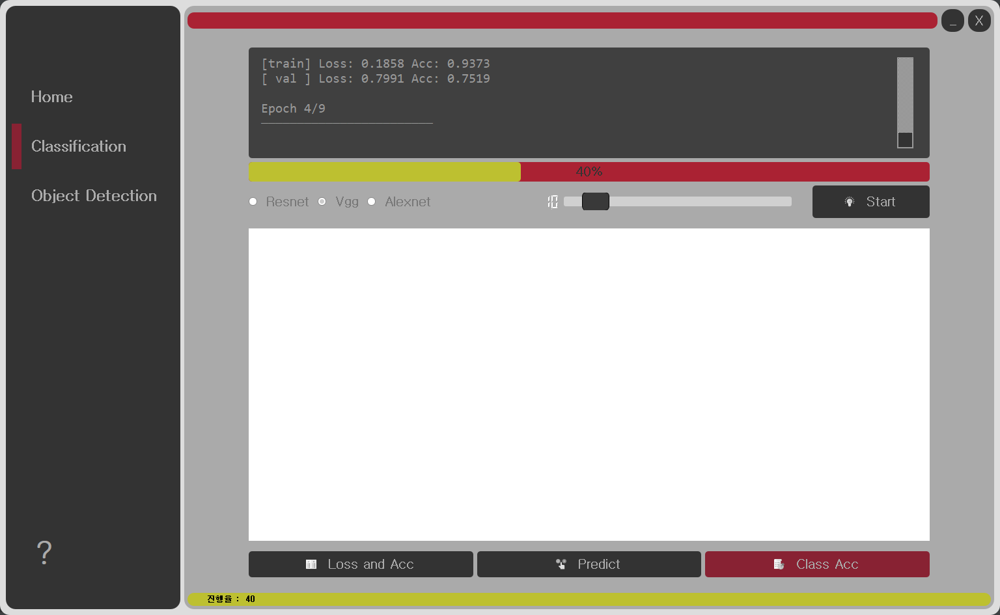 _ X
Home
Classification
Object Detection
?
[train] Loss: 0.1858 Acc: 0.9373
[ val ] Loss: 0.7991 Acc: 0.7519
Epoch 4/9
40%
Resnet Vgg Alexnet
10
Start
Loss and Acc
Predict
Class Acc
진행율 : 40